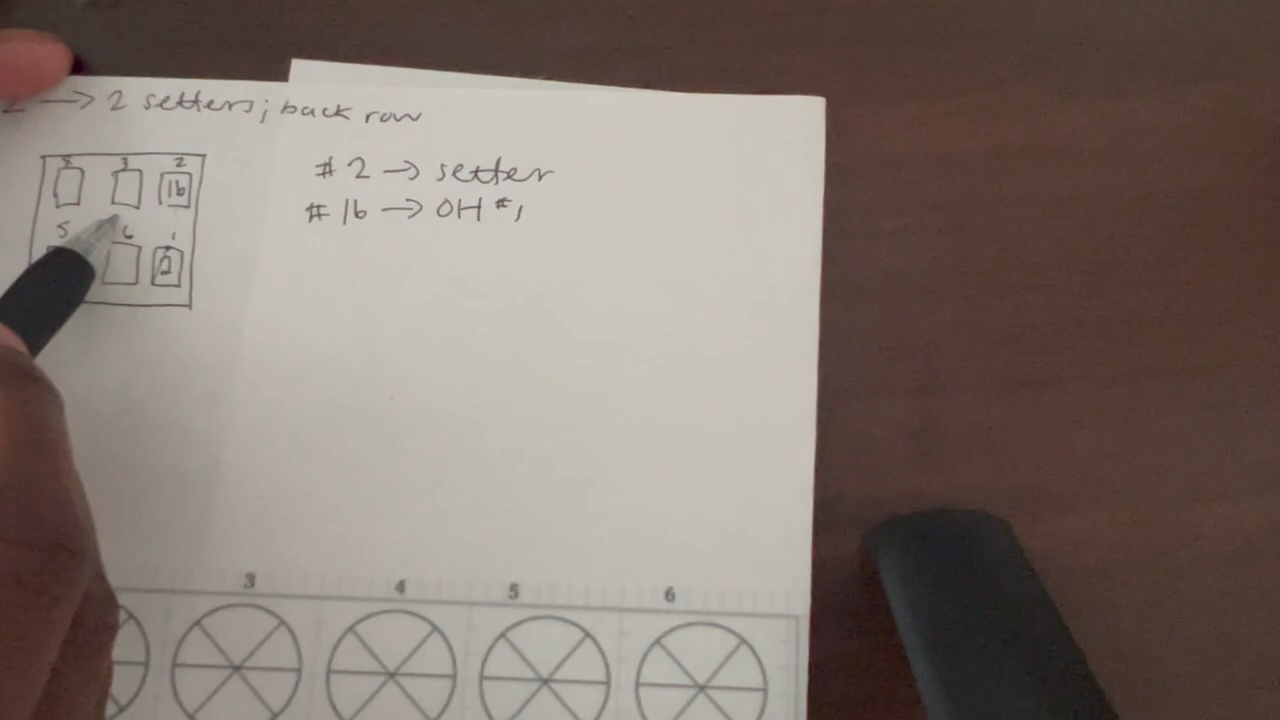 2 → 2 setters; back row
3 2
16
# 2 → setter
# 16 → OH #1
5 6 1
2
3 4 5 6